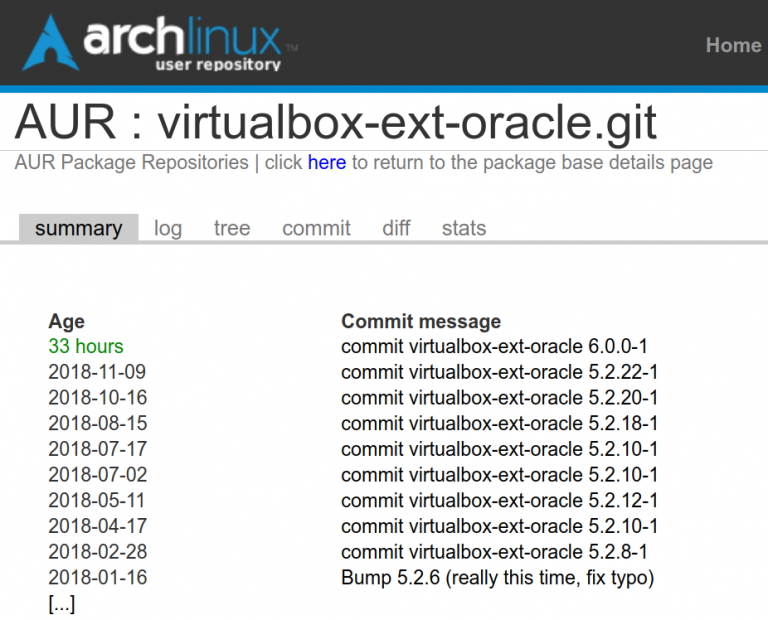 archlinux™
user repository
Home
AUR : virtualbox-ext-oracle.git
AUR Package Repositories | click here to return to the package base details page
summary log tree commit diff stats
Age Commit message
33 hours commit virtualbox-ext-oracle 6.0.0-1
2018-11-09 commit virtualbox-ext-oracle 5.2.22-1
2018-10-16 commit virtualbox-ext-oracle 5.2.20-1
2018-08-15 commit virtualbox-ext-oracle 5.2.18-1
2018-07-17 commit virtualbox-ext-oracle 5.2.10-1
2018-07-02 commit virtualbox-ext-oracle 5.2.10-1
2018-05-11 commit virtualbox-ext-oracle 5.2.12-1
2018-04-17 commit virtualbox-ext-oracle 5.2.10-1
2018-02-28 commit virtualbox-ext-oracle 5.2.8-1
2018-01-16 Bump 5.2.6 (really this time, fix typo)
[...]